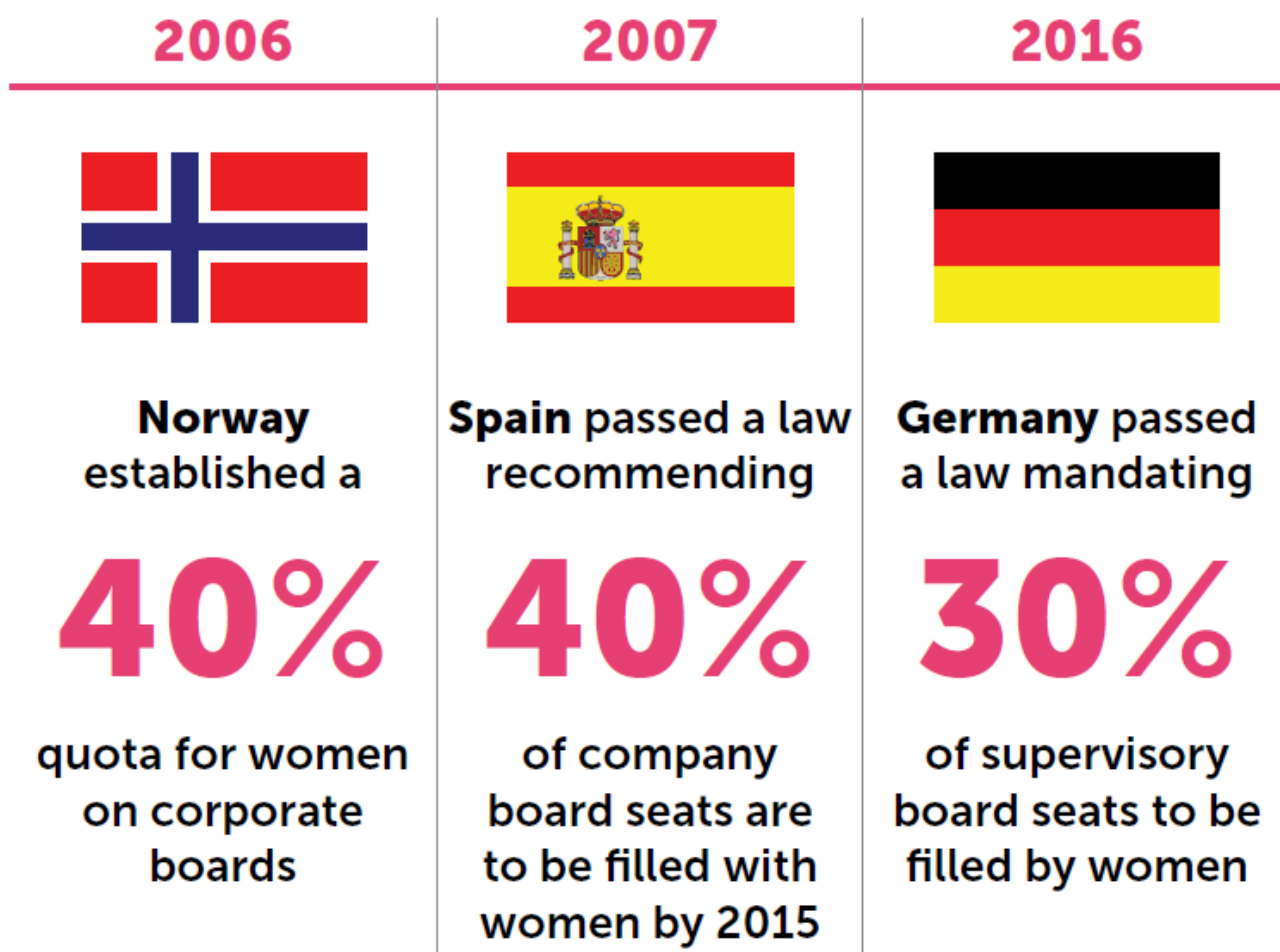 2006
Norway
established a
40%
quota for women
on corporate
boards
2007
Spain passed a law
recommending
40%
of company
board seats are
to be filled with
women by 2015
2016
Germany passed
a law mandating
30%
of supervisory
board seats to be
filled by women